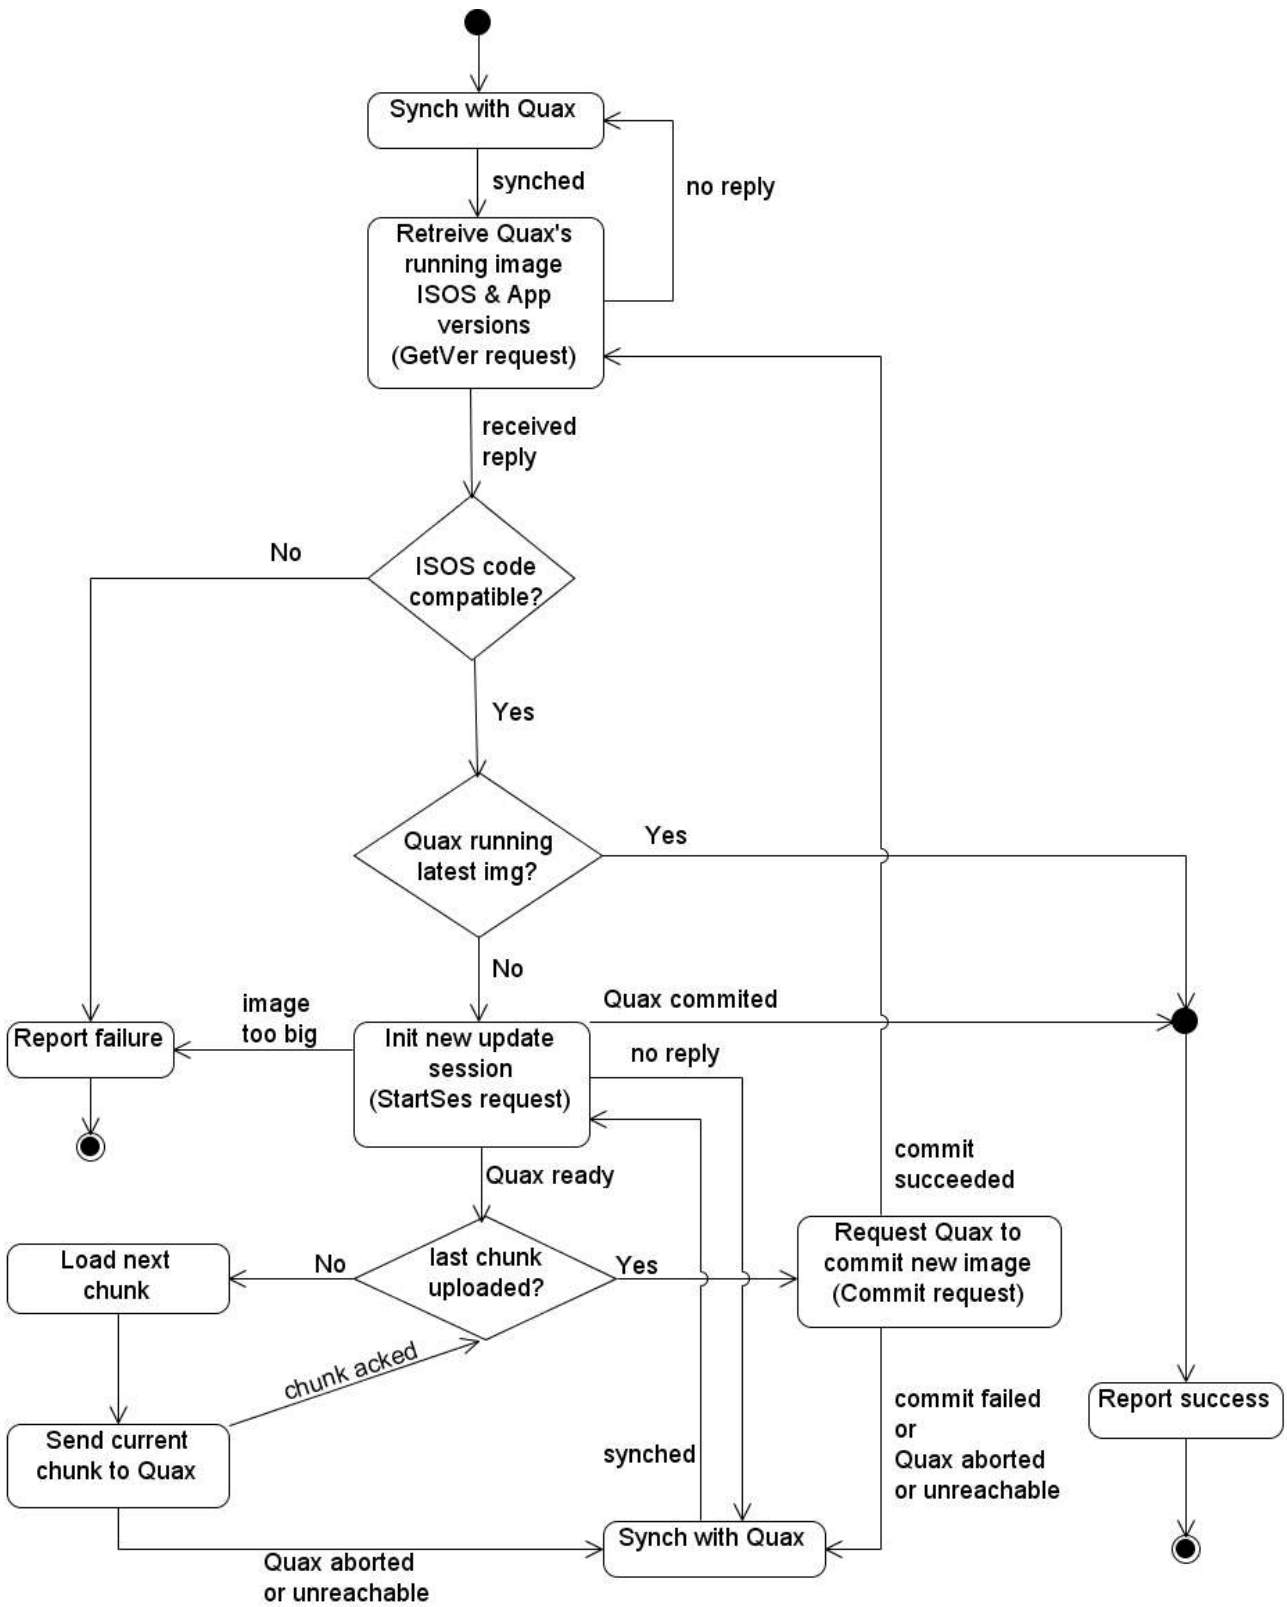 Synch with Quax
synched
no reply
Retreive Quax's
running image
ISOS & App
versions
(GetVer request)
received
reply
No
ISOS code
compatible?
Yes
Quax running
latest img?
Yes
No
image
too big
Quax commited
Report failure
Init new update
session
(StartSes request)
no reply
Quax ready
commit
succeeded
Load next
chunk
No
last chunk
uploaded?
Yes
Request Quax to
commit new image
(Commit request)
chunk acked
Send current
chunk to Quax
synched
commit failed
or
Quax aborted
or unreachable
Report success
Synch with Quax
Quax aborted
or unreachable